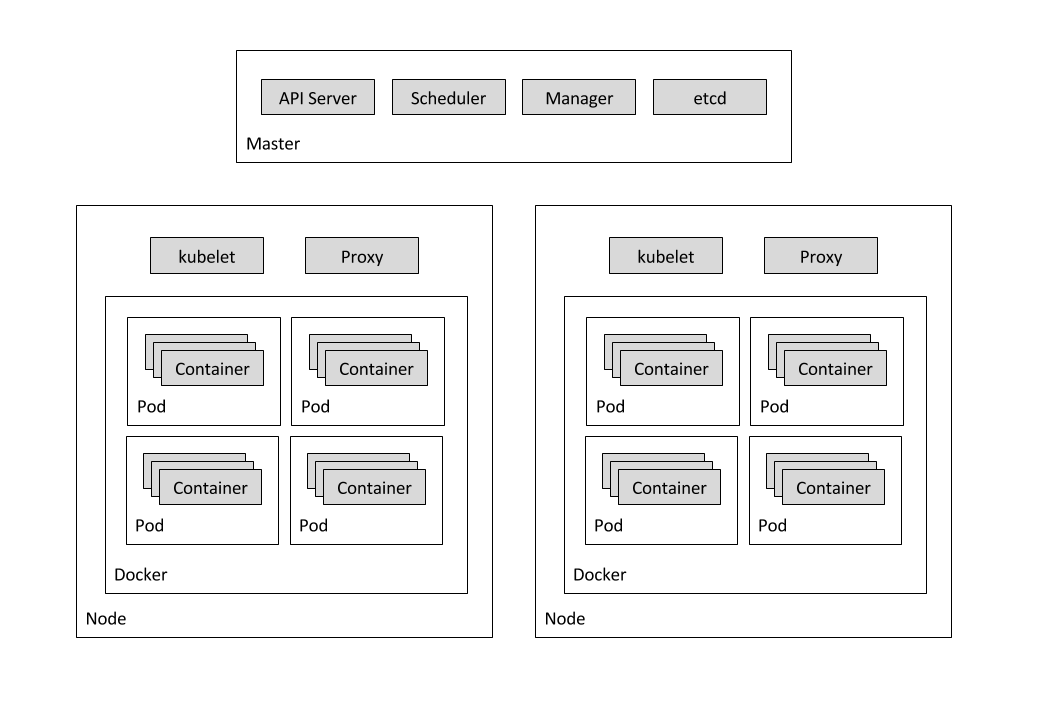 API Server Scheduler Manager etcd
Master
kubelet Proxy kubelet Proxy
Container Container Container Container
Pod Pod Pod Pod
Container Container Container Container
Pod Pod Pod Pod
Docker Docker
Node Node